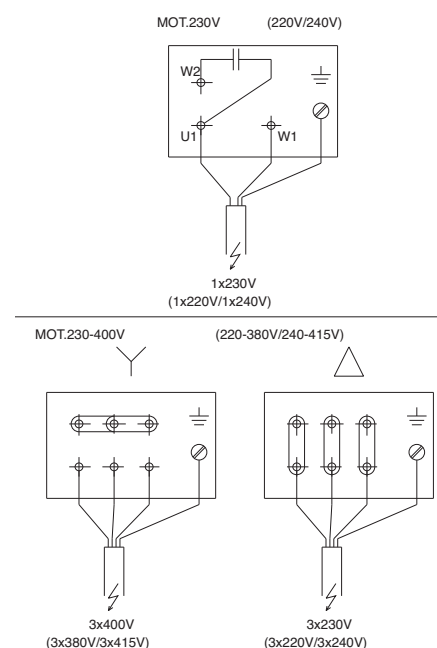 MOT.230V (220V/240V)
W2
U1 W1
1x230V
(1x220V/1x240V)
MOT.230-400V (220-380V/240-415V)
3x400V
(3x380V/3x415V)
3x230V
(3x220V/3x240V)